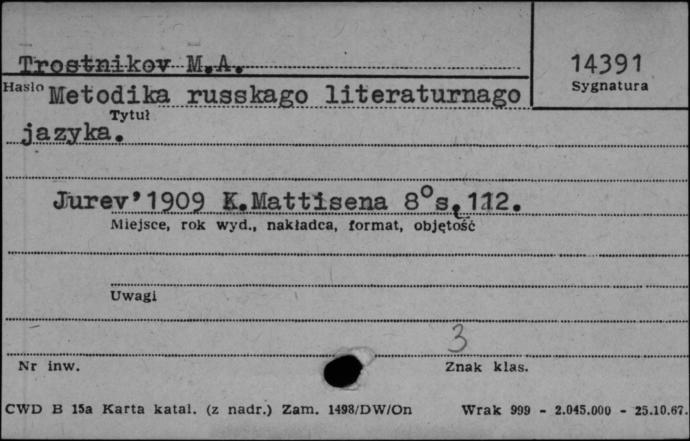 Trostnikov M.A.
14391
Hasło
Sygnatura
Metodika russkago literaturnago
Tytuł
jazyka.
Jurev’1909 K.Mattisena 8°s.112.
Miejsce, rok wyd., nakładca, format, objętość
Uwagi
3
Nr inw.
Znak klas.
CWD B 15a Karta katal. (z nadr.) Zam. 1498/DW/On Wrak 999 - 2.045.000 - 25.10.67.